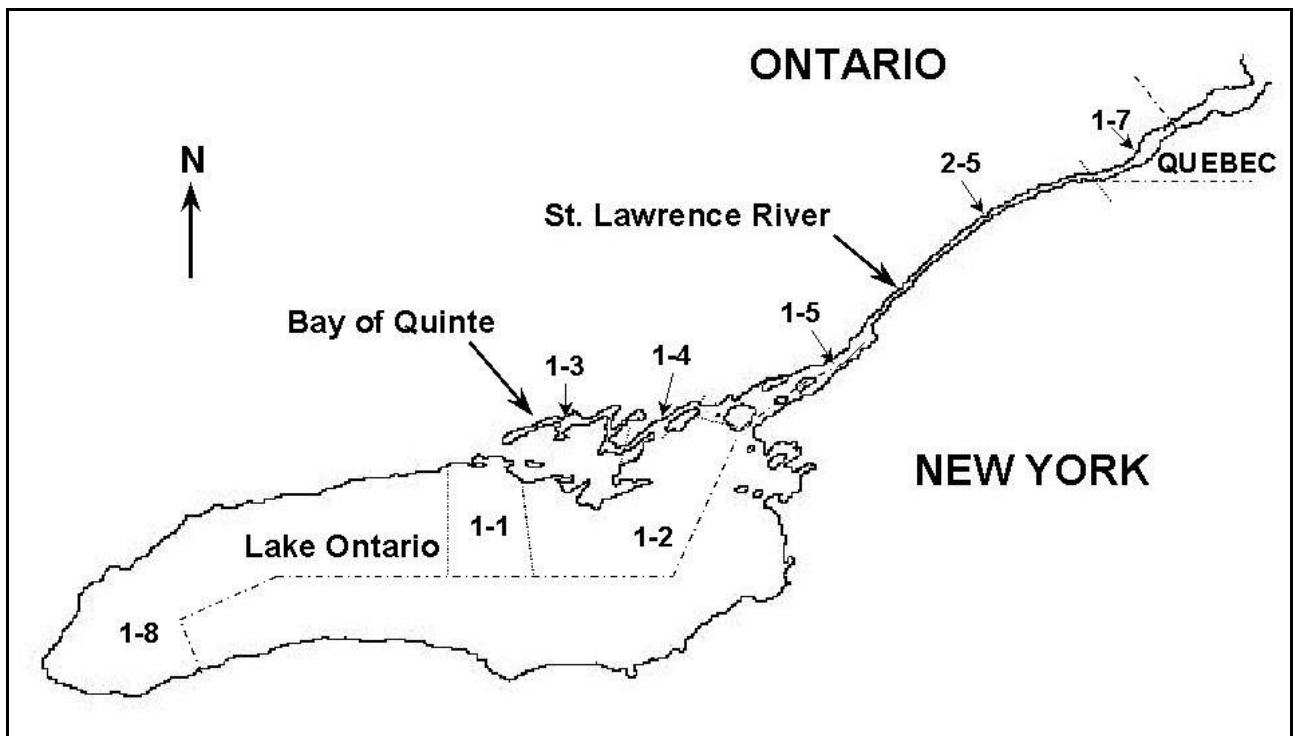 ONTARIO
1-7
N
QUEBEC
2-5
St. Lawrence River
Bay of Quinte
1-5
1-4
1-3
NEW YORK
1-1
1-2
Lake Ontario
1-8